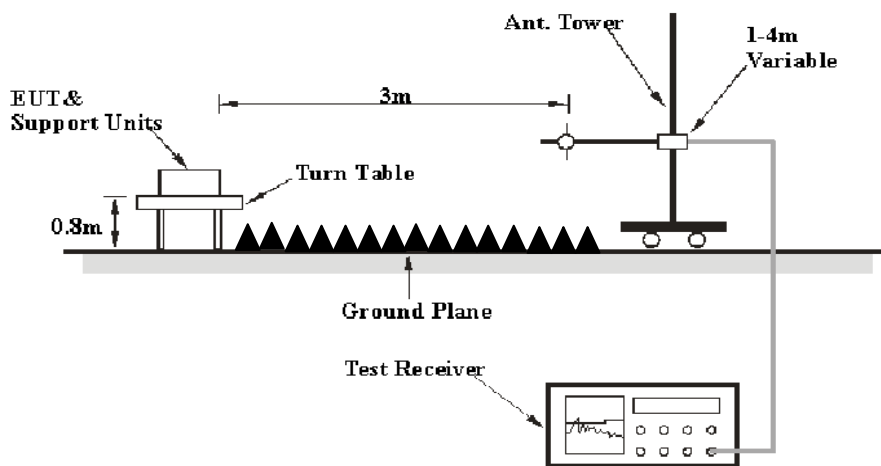 Ant. Tower
1-4m
Variable
3m
EUT &
Support Units
Turn Table
0.8m
Ground Plane
Test Receiver